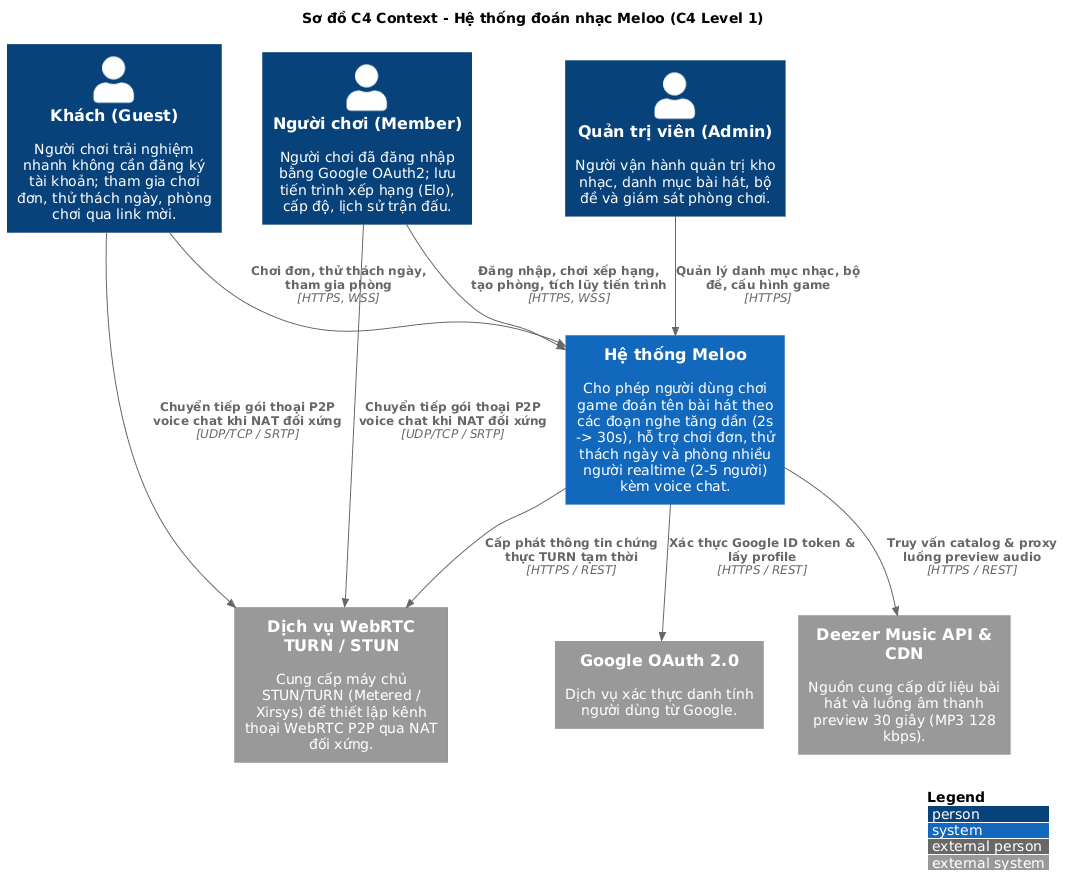 Sơ đồ C4 Context - Hệ thống đoán nhạc Meloo (C4 Level 1)
Khách (Guest)
Người chơi trải nghiệm
nhanh không cần đăng ký
tài khoản; tham gia chơi
đơn, thử thách ngày, phòng
chơi qua link mời.
Người chơi (Member)
Người chơi đã đăng nhập
bằng Google OAuth2; lưu
tiến trình xếp hạng (Elo),
cấp độ, lịch sử trận đấu.
Quản trị viên (Admin)
Người vận hành quản trị kho
nhạc, danh mục bài hát, bộ
đề và giám sát phòng chơi.
Chơi đơn, thử thách ngày,
tham gia phòng
[HTTPS, WSS]
Đăng nhập, chơi xếp hạng,
tạo phòng, tích lũy tiến trình
[HTTPS, WSS]
Quản lý danh mục nhạc, bộ
đề, cấu hình game
[HTTPS]
Hệ thống Meloo
Cho phép người dùng chơi
game đoán tên bài hát theo
các đoạn nghe tăng dần (2s
-> 30s), hỗ trợ chơi đơn, thử
thách ngày và phòng nhiều
người realtime (2-5 người)
kèm voice chat.
Chuyển tiếp gói thoại P2P
voice chat khi NAT đối xứng
[UDP/TCP / SRTP]
Chuyển tiếp gói thoại P2P
voice chat khi NAT đối xứng
[UDP/TCP / SRTP]
Cấp phát thông tin chứng
thực TURN tạm thời
[HTTPS / REST]
Xác thực Google ID token &
lấy profile
[HTTPS / REST]
Truy vấn catalog & proxy
luồng preview audio
[HTTPS / REST]
Dịch vụ WebRTC
TURN / STUN
Cung cấp máy chủ
STUN/TURN (Metered /
Xirsys) để thiết lập kênh
thoại WebRTC P2P qua NAT
đối xứng.
Google OAuth 2.0
Dịch vụ xác thực danh tính
người dùng từ Google.
Deezer Music API &
CDN
Nguồn cung cấp dữ liệu bài
hát và luồng âm thanh
preview 30 giây (MP3 128
kbps).
Legend
person
system
external person
external system